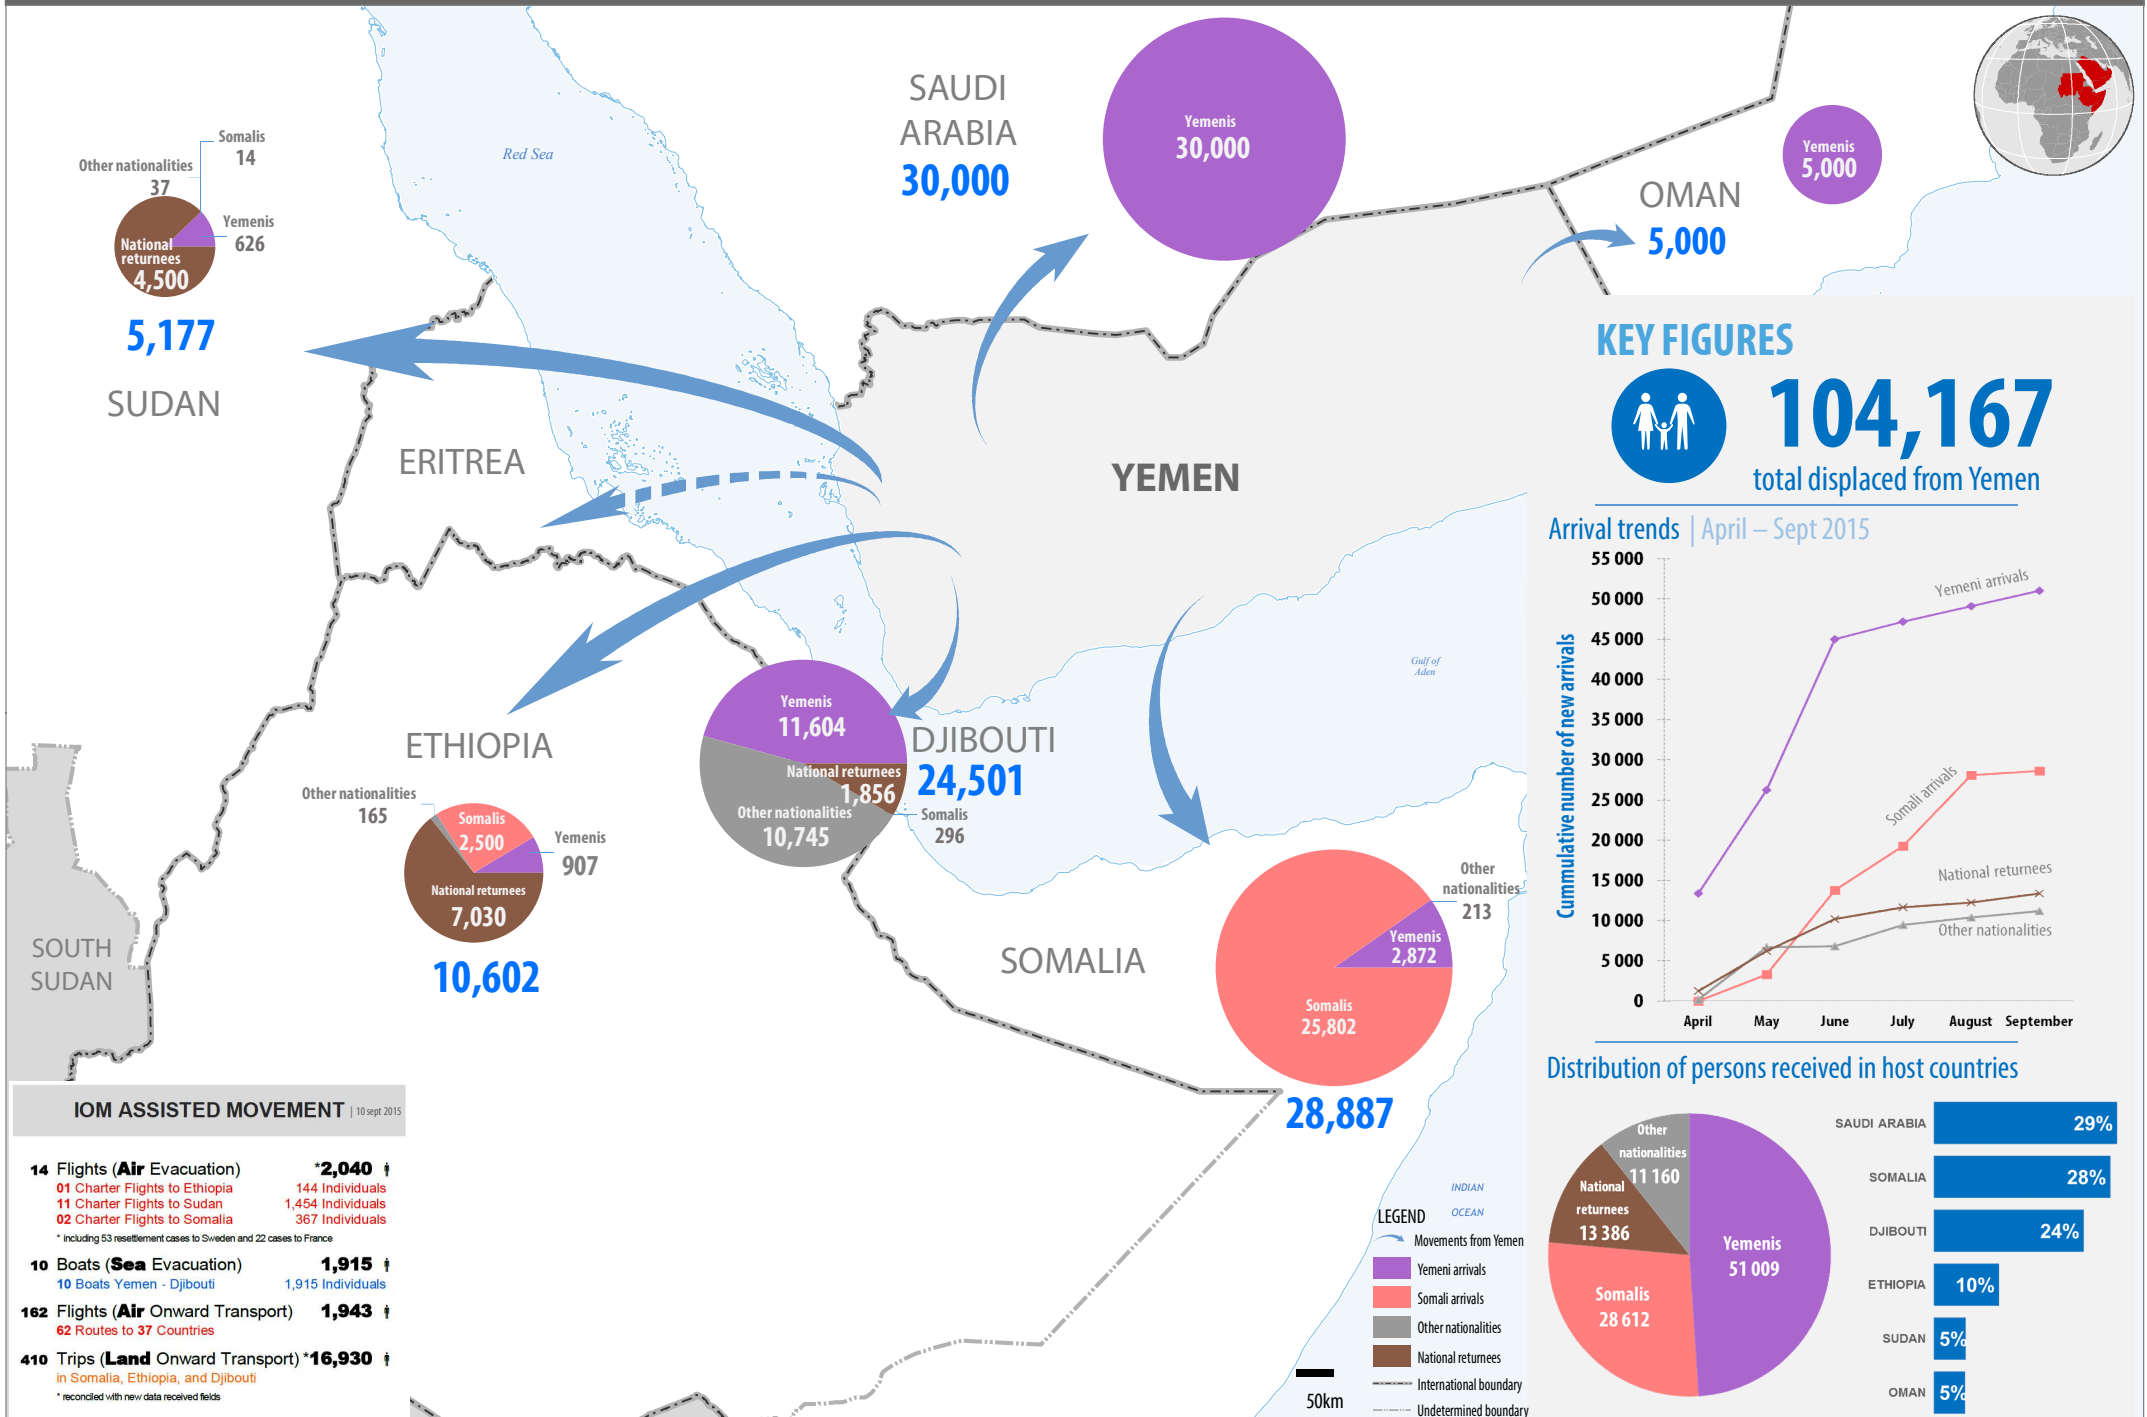 SAUDI
ARABIA
30,000
Yemenis
30,000
Yemenis
5,000
OMAN
5,000
Red Sea
Somalis
14
Other nationalities
37
Yemenis
626
National
returnees
4,500
5,177
SUDAN
ERITREA
YEMEN
Gulf of
Aden
ETHIOPIA
Other nationalities
165
Somalis
2,500
Yemenis
907
National returnees
7,030
10,602
Yemenis
11,604
National returnees
1,856
Other nationalities
10,745
DJIBOUTI
24,501
Somalis
296
SOUTH
SUDAN
SOMALIA
Other
nationalities
213
Yemenis
2,872
Somalis
25,802
28,887
INDIAN
OCEAN
KEY FIGURES
104,167
total displaced from Yemen
Arrival trends | April – Sept 2015
Cummulative number of new arrivals
55 000
50 000
45 000
40 000
35 000
30 000
25 000
20 000
15 000
10 000
5 000
0
Yemeni arrivals
Somali arrivals
National returnees
Other nationalities
April May June July August September
Distribution of persons received in host countries
Other
nationalities
11 160
National
returnees
13 386
Yemenis
51 009
Somalis
28 612
SAUDI ARABIA 29%
SOMALIA 28%
DJIBOUTI 24%
ETHIOPIA 10%
SUDAN 5%
OMAN 5%
IOM ASSISTED MOVEMENT | 10 sept 2015
14 Flights (Air Evacuation) *2,040
01 Charter Flights to Ethiopia 144 Individuals
11 Charter Flights to Sudan 1,454 Individuals
02 Charter Flights to Somalia 367 Individuals
* including 53 resettlement cases to Sweden and 22 cases to France
10 Boats (Sea Evacuation) 1,915
10 Boats Yemen - Djibouti 1,915 Individuals
162 Flights (Air Onward Transport) 1,943
62 Routes to 37 Countries
410 Trips (Land Onward Transport) *16,930
in Somalia, Ethiopia, and Djibouti
* reconciled with new data received fields
50km
LEGEND
Movements from Yemen
Yemeni arrivals
Somali arrivals
Other nationalities
National returnees
International boundary
Undetermined boundary